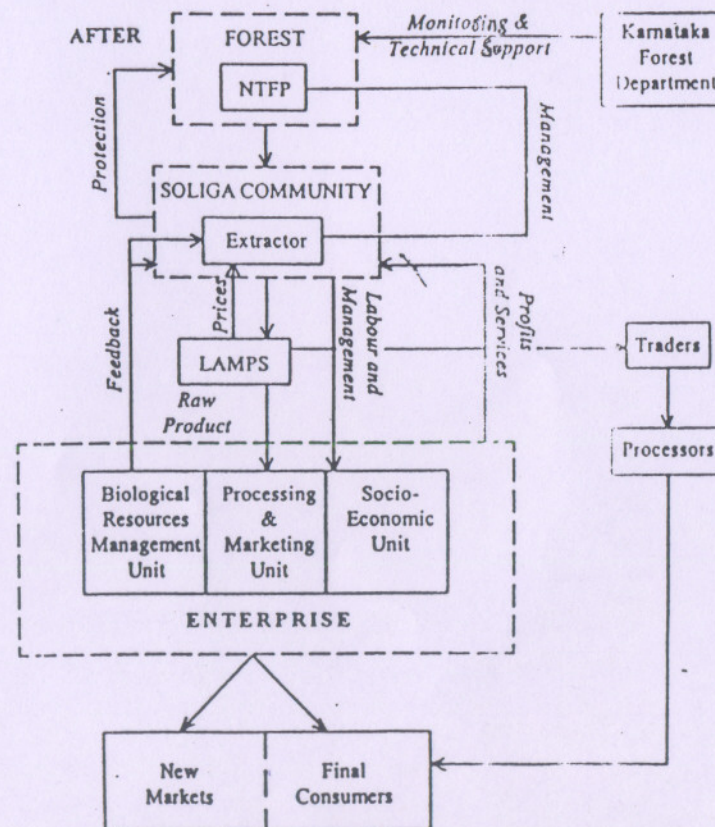 AFTER
FOREST
NTFP
Monitoring &
Technical Support
Karnataka
Forest
Department
Protection
Management
SOLIGA COMMUNITY
Extractor
Feedback
Prices
Labour and
Management
Profits
and Services
LAMPS
Raw
Product
Traders
Processors
Biological
Resources
Management
Unit
Processing
&
Marketing
Unit
Socio-
Economic
Unit
ENTERPRISE
New
Markets
Final
Consumers